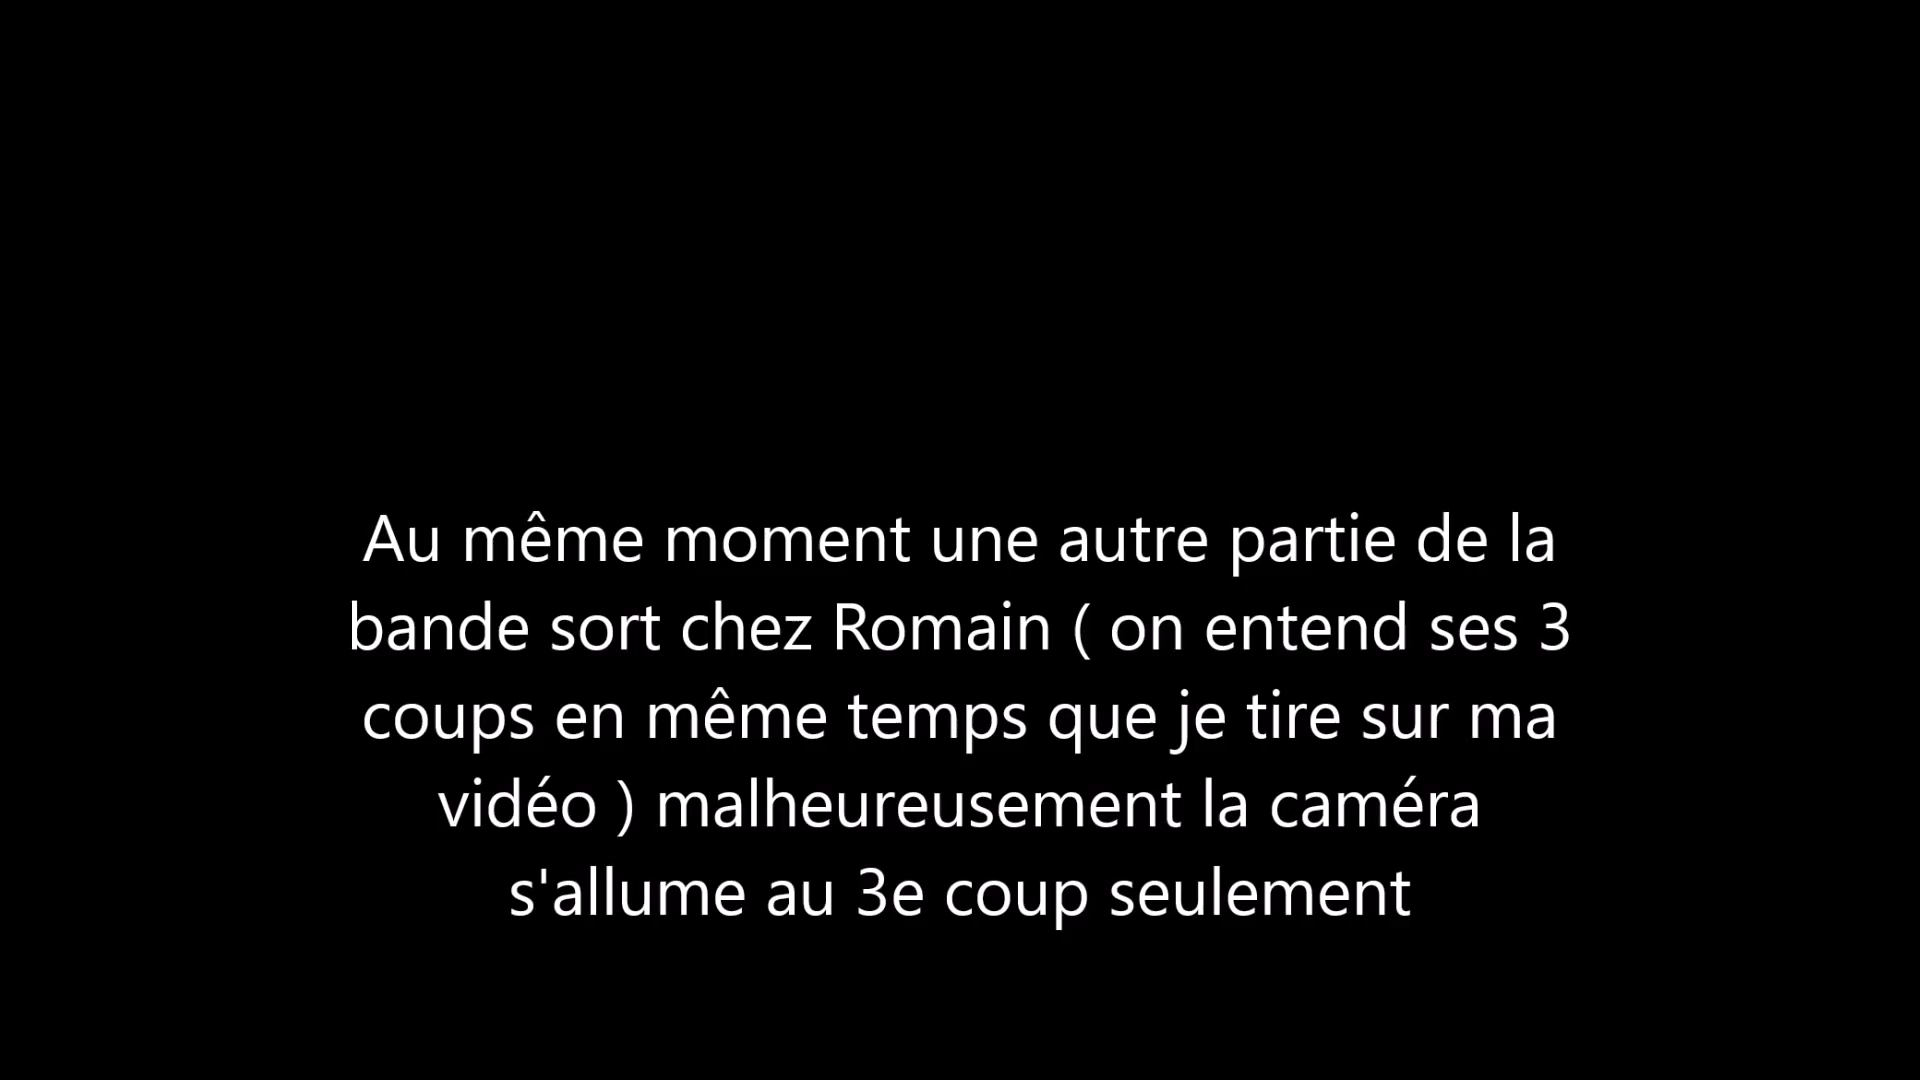 Au même moment une autre partie de la
bande sort chez Romain ( on entend ses 3
coups en même temps que je tire sur ma
vidéo ) malheureusement la caméra
s'allume au 3e coup seulement